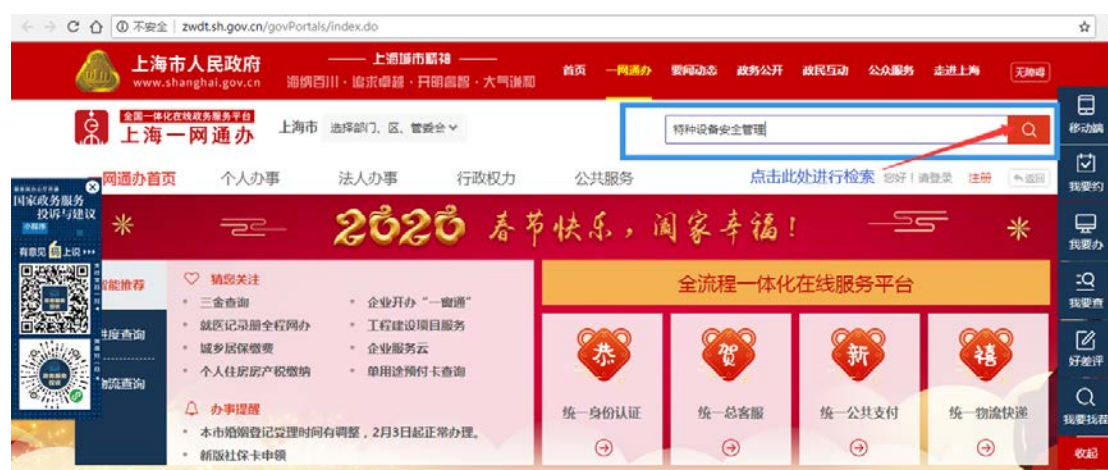 不安全 zwdt.sh.gov.cn/govPortals/index.do
上海市人民政府
www.shanghai.gov.cn
上海城市精神
海纳百川·追求卓越·开明睿智·大气谦和
首页 一网通办 要闻动态 政务公开 政民互动 公众服务 走进上海 无障碍
全国一体化在线政务服务平台
上海一网通办
上海市 选择部门、区、管委会
特种设备安全管理
网通办首页 个人办事 法人办事 行政权力 公共服务 点击此处进行检索 您好！请登录 注册 返回
国家政务服务
投诉与建议
小程序
有意见 上说
2020 春节快乐，阖家幸福！
智能推荐
进度查询
物流查询
猜您关注
三金查询 企业开办“一窗通”
就医记录册全程网办 工程建设项目服务
城乡居保缴费 企业服务云
个人住房房产税缴纳 单用途预付卡查询
办事提醒
本市婚姻登记受理时间有调整，2月3日起正常办理。
新版社保卡申领
全流程一体化在线服务平台
恭 贺 新 禧
统一身份认证 统一总客服 统一公共支付 统一物流快递
移动端
我要约
我要办
我要查
好差评
我要找茬
收起